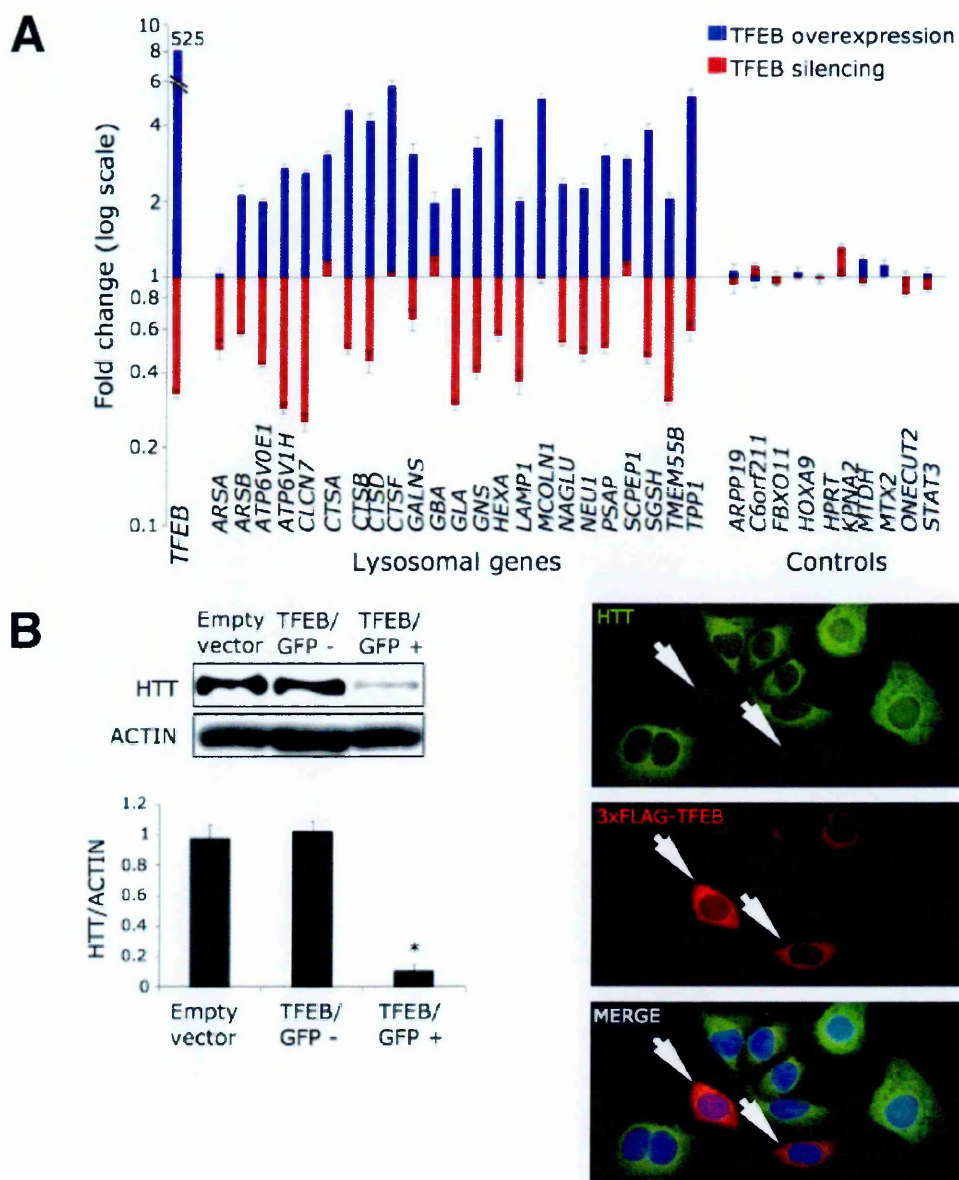 A
10
525
8
6
4
2
1
0.8
0.6
0.4
0.2
0.1
Fold change (log scale)
TFEB overexpression
TFEB silencing
TFEB
ARSA
ARSB
ATP6V0E1
ATP6V1H
CLCN7
CTSA
CTSB
CTSD
CTSF
GALNS
GBA
GLA
GNS
HEXA
LAMP1
MCOLN1
NAGLU
NEU1
PSAP
SCPEP1
SGSH
TMEM55B
TPP1
ARPP19
C6orf211
FBXO11
HOXA9
HPRT
KPNA2
MTDH
MTX2
ONECUT2
STAT3
Lysosomal genes
Controls
B
Empty vector
TFEB/ GFP -
TFEB/ GFP +
HTT
ACTIN
1.2
1
0.8
0.6
0.4
0.2
0
HTT/ACTIN
*
Empty vector
TFEB/ GFP -
TFEB/ GFP +
HTT
3xFLAG-TFEB
MERGE